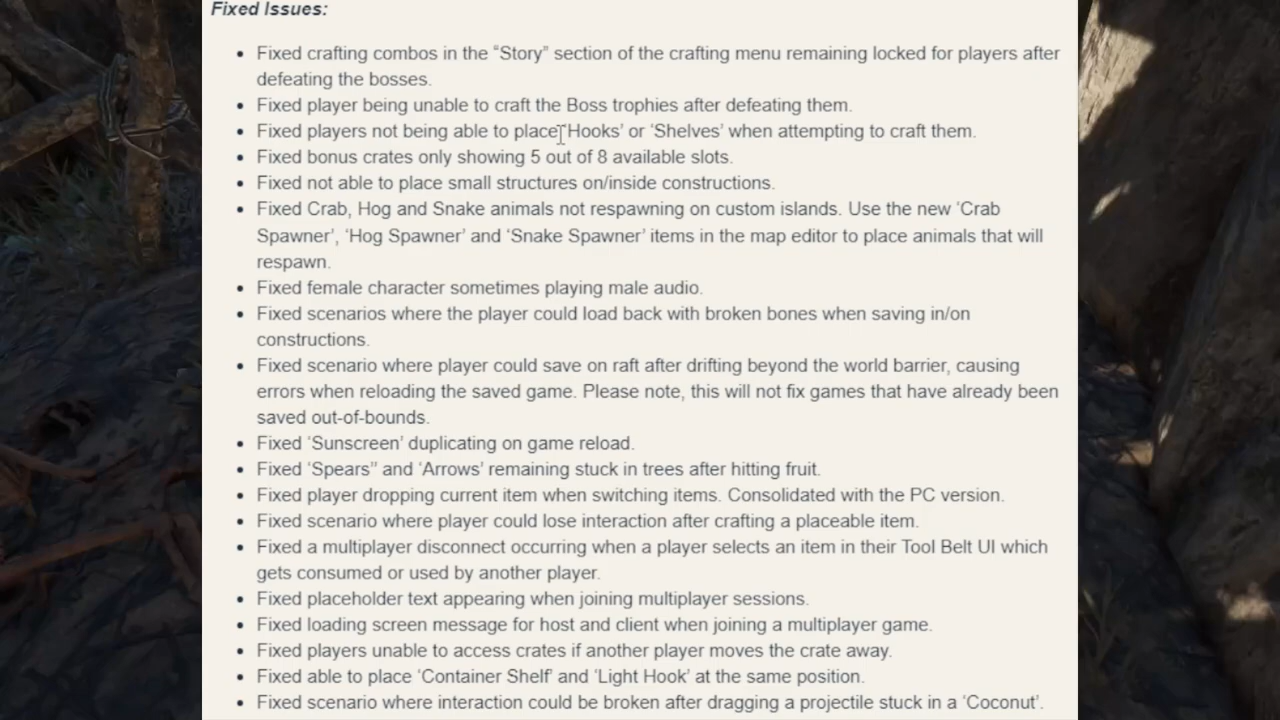 Fixed Issues:
• Fixed crafting combos in the “Story” section of the crafting menu remaining locked for players after
defeating the bosses.
• Fixed player being unable to craft the Boss trophies after defeating them.
• Fixed players not being able to place ‘Hooks’ or ‘Shelves’ when attempting to craft them.
• Fixed bonus crates only showing 5 out of 8 available slots.
• Fixed not able to place small structures on/inside constructions.
• Fixed Crab, Hog and Snake animals not respawning on custom islands. Use the new ‘Crab
Spawner’, ‘Hog Spawner’ and ‘Snake Spawner’ items in the map editor to place animals that will
respawn.
• Fixed female character sometimes playing male audio.
• Fixed scenarios where the player could load back with broken bones when saving in/on
constructions.
• Fixed scenario where player could save on raft after drifting beyond the world barrier, causing
errors when reloading the saved game. Please note, this will not fix games that have already been
saved out-of-bounds.
• Fixed ‘Sunscreen’ duplicating on game reload.
• Fixed ‘Spears” and ‘Arrows’ remaining stuck in trees after hitting fruit.
• Fixed player dropping current item when switching items. Consolidated with the PC version.
• Fixed scenario where player could lose interaction after crafting a placeable item.
• Fixed a multiplayer disconnect occurring when a player selects an item in their Tool Belt UI which
gets consumed or used by another player.
• Fixed placeholder text appearing when joining multiplayer sessions.
• Fixed loading screen message for host and client when joining a multiplayer game.
• Fixed players unable to access crates if another player moves the crate away.
• Fixed able to place ‘Container Shelf’ and ‘Light Hook’ at the same position.
• Fixed scenario where interaction could be broken after dragging a projectile stuck in a ‘Coconut’.